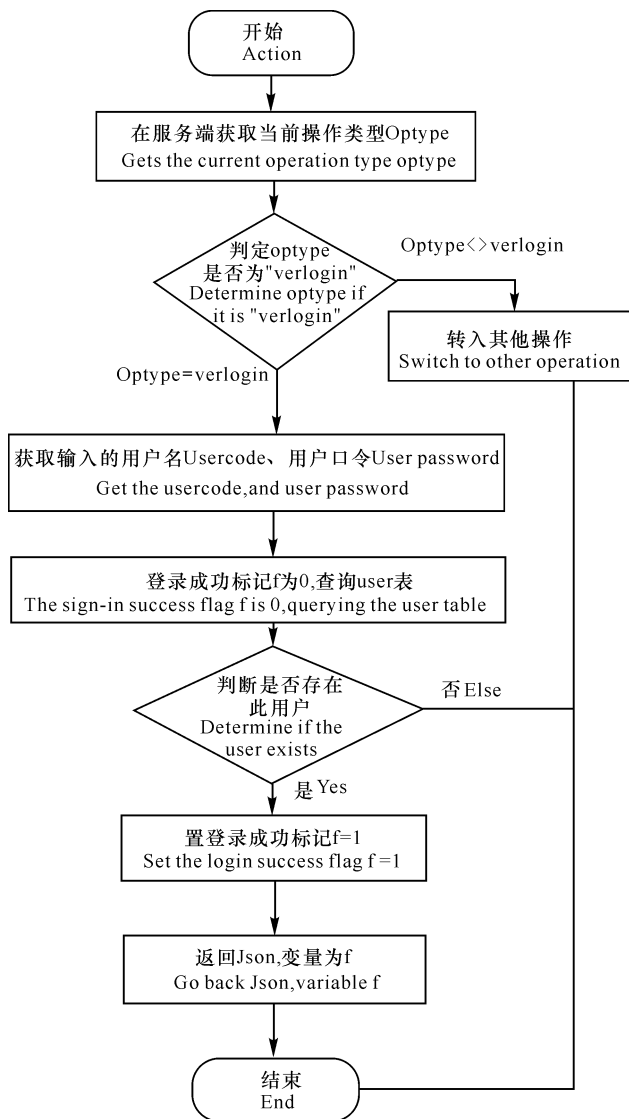 开始
Action
在服务端获取当前操作类型Optype
Gets the current operation type optype
判定optype
是否为"verlogin"
Determine optype if
it is "verlogin"
Optype<>verlogin
转入其他操作
Switch to other operation
Optype=verlogin
获取输入的用户名Usercode、用户口令User password
Get the usercode,and user password
登录成功标记f为0,查询user表
The sign-in success flag f is 0,querying the user table
判断是否存在
此用户
Determine if the
user exists
否Else
是Yes
置登录成功标记f=1
Set the login success flag f =1
返回Json,变量为f
Go back Json,variable f
结束
End